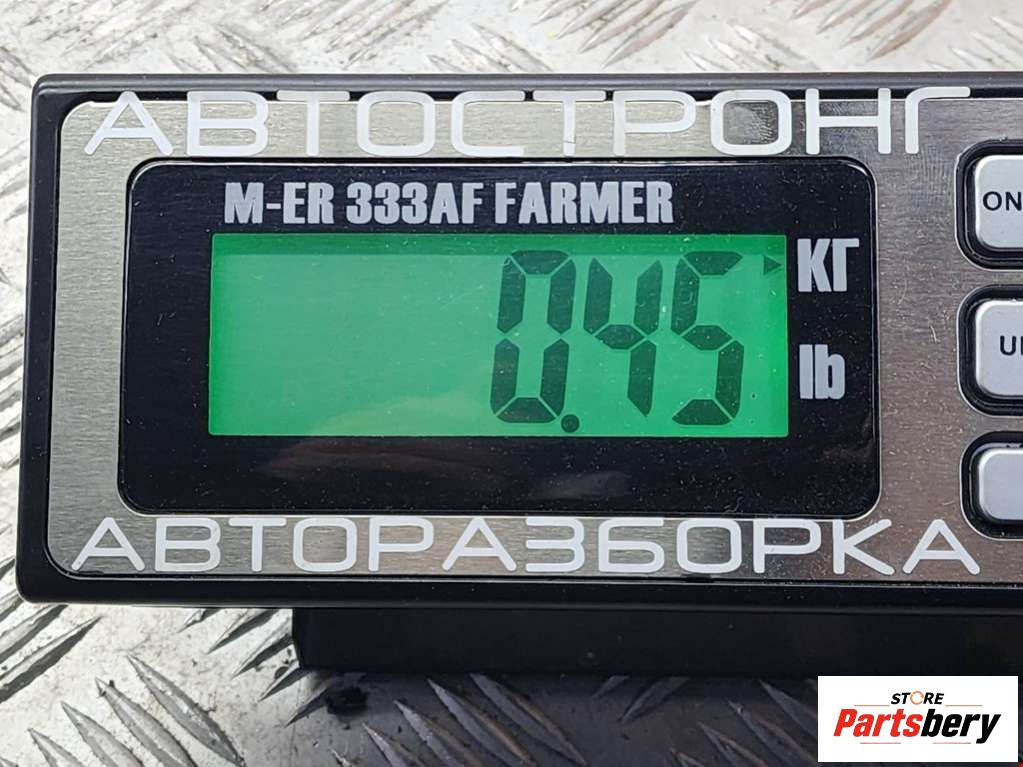 АВТОСТРОНГ
M-ER 333AF FARMER
0.45
КГ
lb
ON
АВТОРАЗБОРКА
STORE
Partsbery